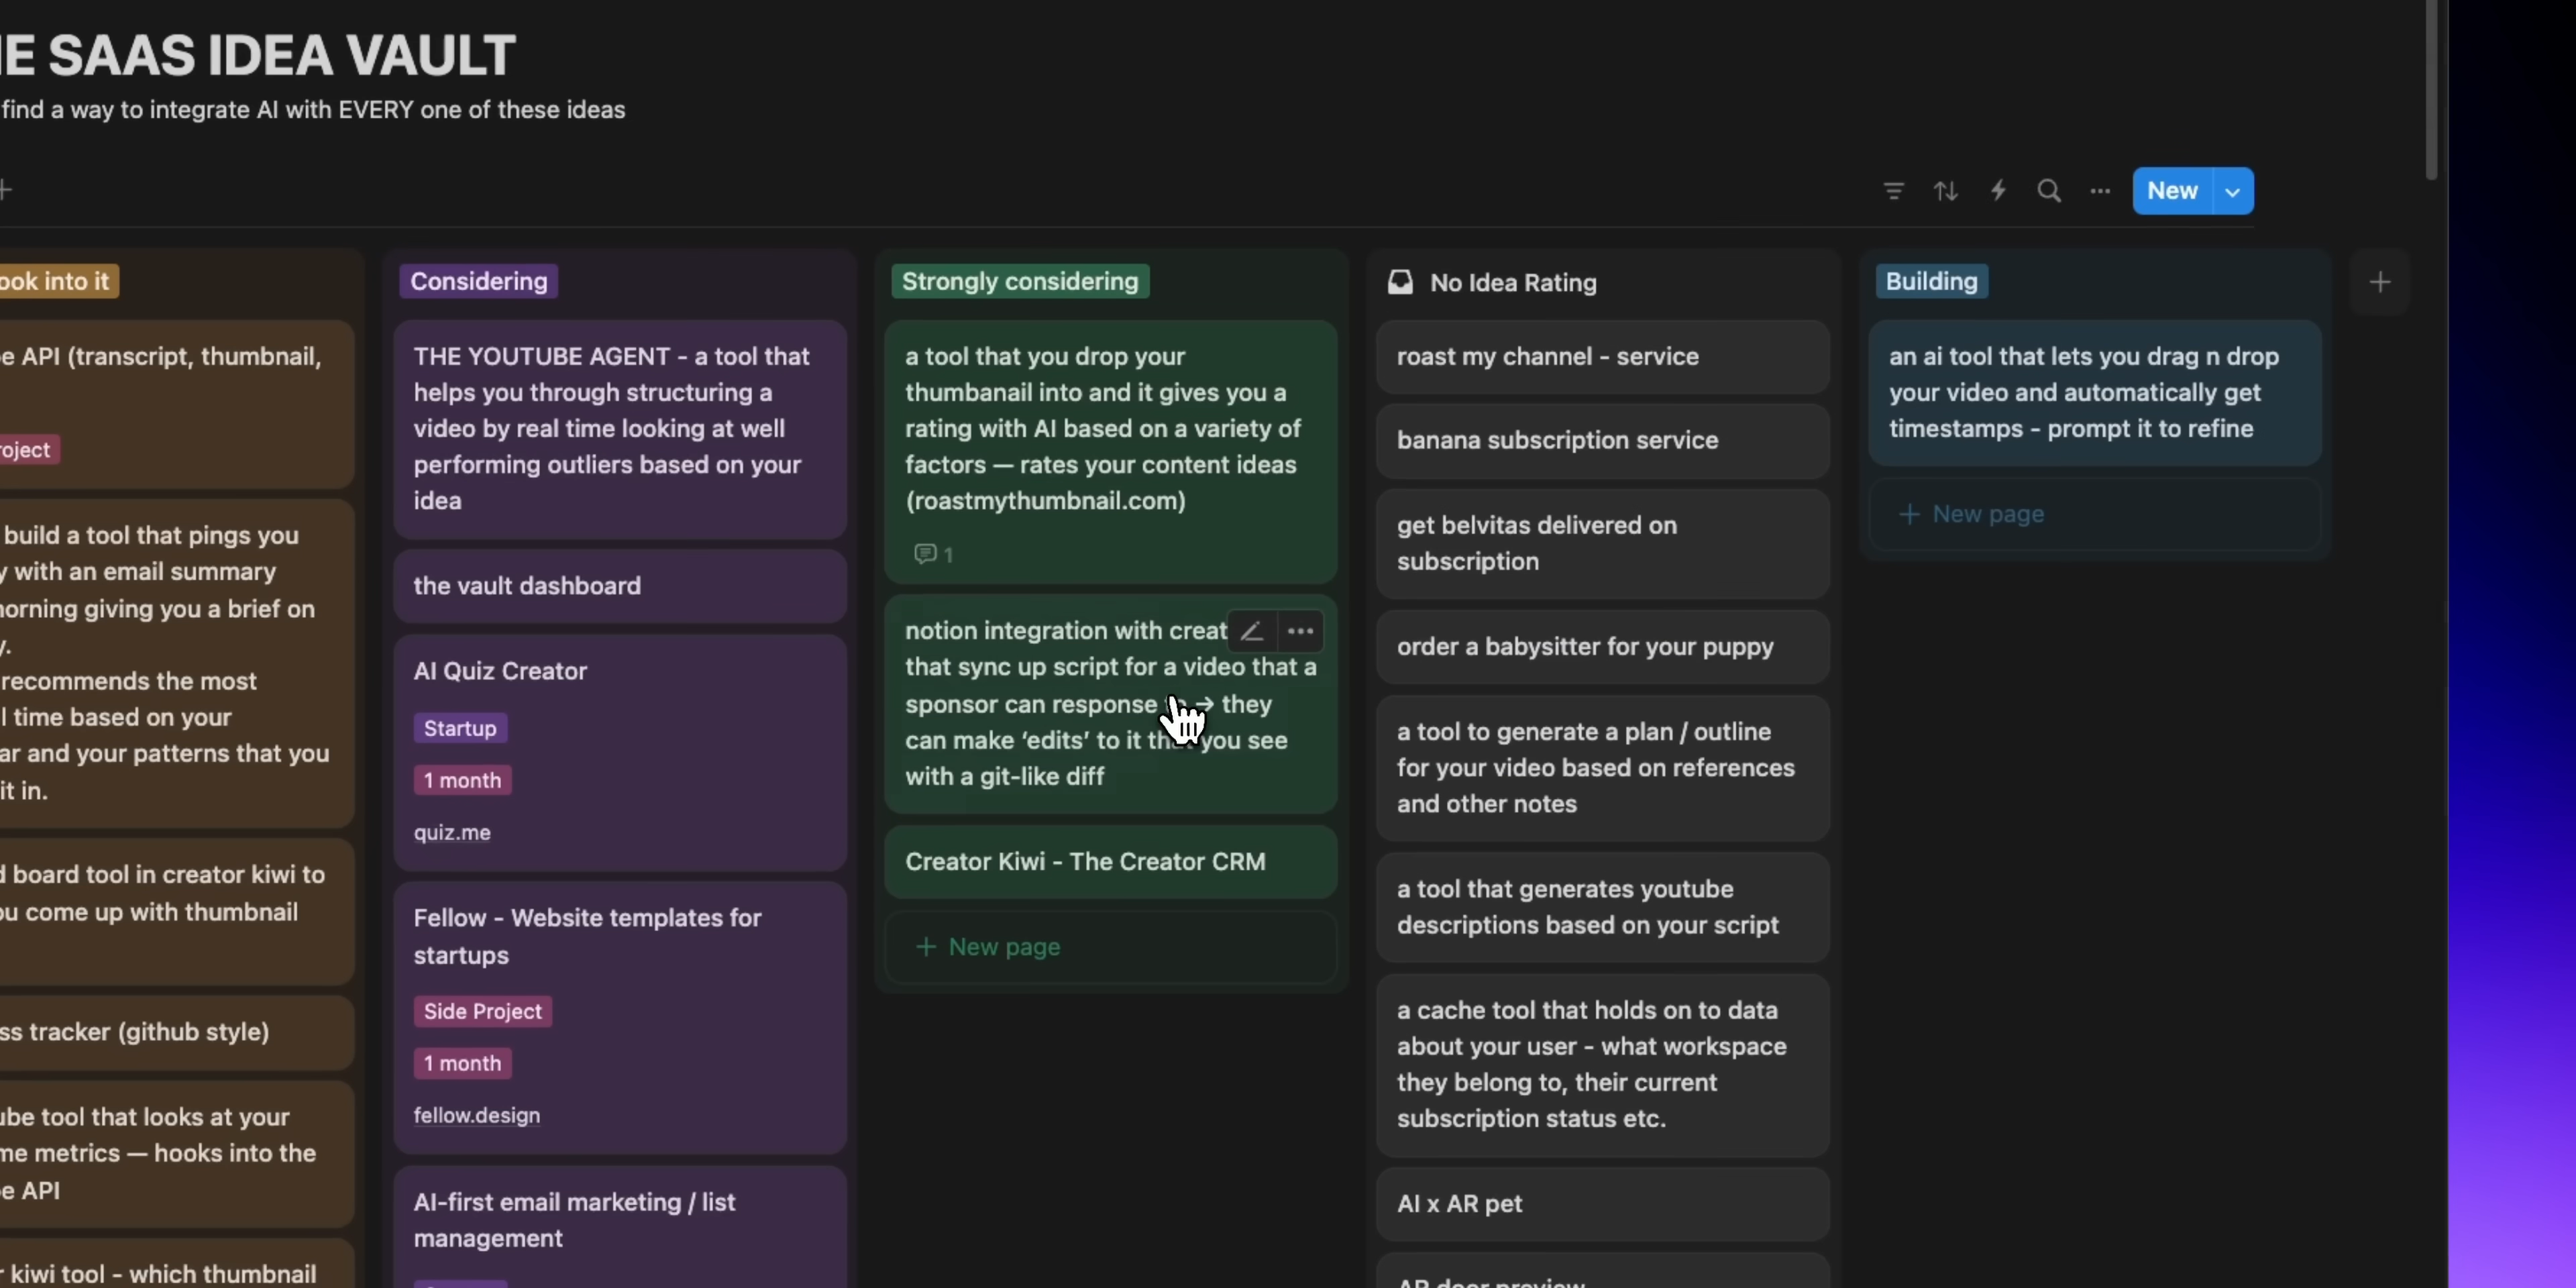 E SAAS IDEA VAULT
find a way to integrate AI with EVERY one of these ideas
New
ook into it
e API (transcript, thumbnail,
oject
build a tool that pings you
y with an email summary
orning giving you a brief on
y.
recommends the most
l time based on your
ar and your patterns that you
it in.
d board tool in creator kiwi to
ou come up with thumbnail
ss tracker (github style)
ube tool that looks at your
me metrics — hooks into the
e API
r kiwi tool - which thumbnail
Considering
THE YOUTUBE AGENT - a tool that
helps you through structuring a
video by real time looking at well
performing outliers based on your
idea
the vault dashboard
AI Quiz Creator
Startup
1 month
quiz.me
Fellow - Website templates for
startups
Side Project
1 month
fellow.design
AI-first email marketing / list
management
Strongly considering
a tool that you drop your
thumbanail into and it gives you a
rating with AI based on a variety of
factors — rates your content ideas
(roastmythumbnail.com)
1
notion integration with creat
that sync up script for a video that a
sponsor can response → they
can make ‘edits’ to it that you see
with a git-like diff
Creator Kiwi - The Creator CRM
+ New page
No Idea Rating
roast my channel - service
banana subscription service
get belvitas delivered on
subscription
order a babysitter for your puppy
a tool to generate a plan / outline
for your video based on references
and other notes
a tool that generates youtube
descriptions based on your script
a cache tool that holds on to data
about your user - what workspace
they belong to, their current
subscription status etc.
AI x AR pet
AR door preview
Building
an ai tool that lets you drag n drop
your video and automatically get
timestamps - prompt it to refine
+ New page